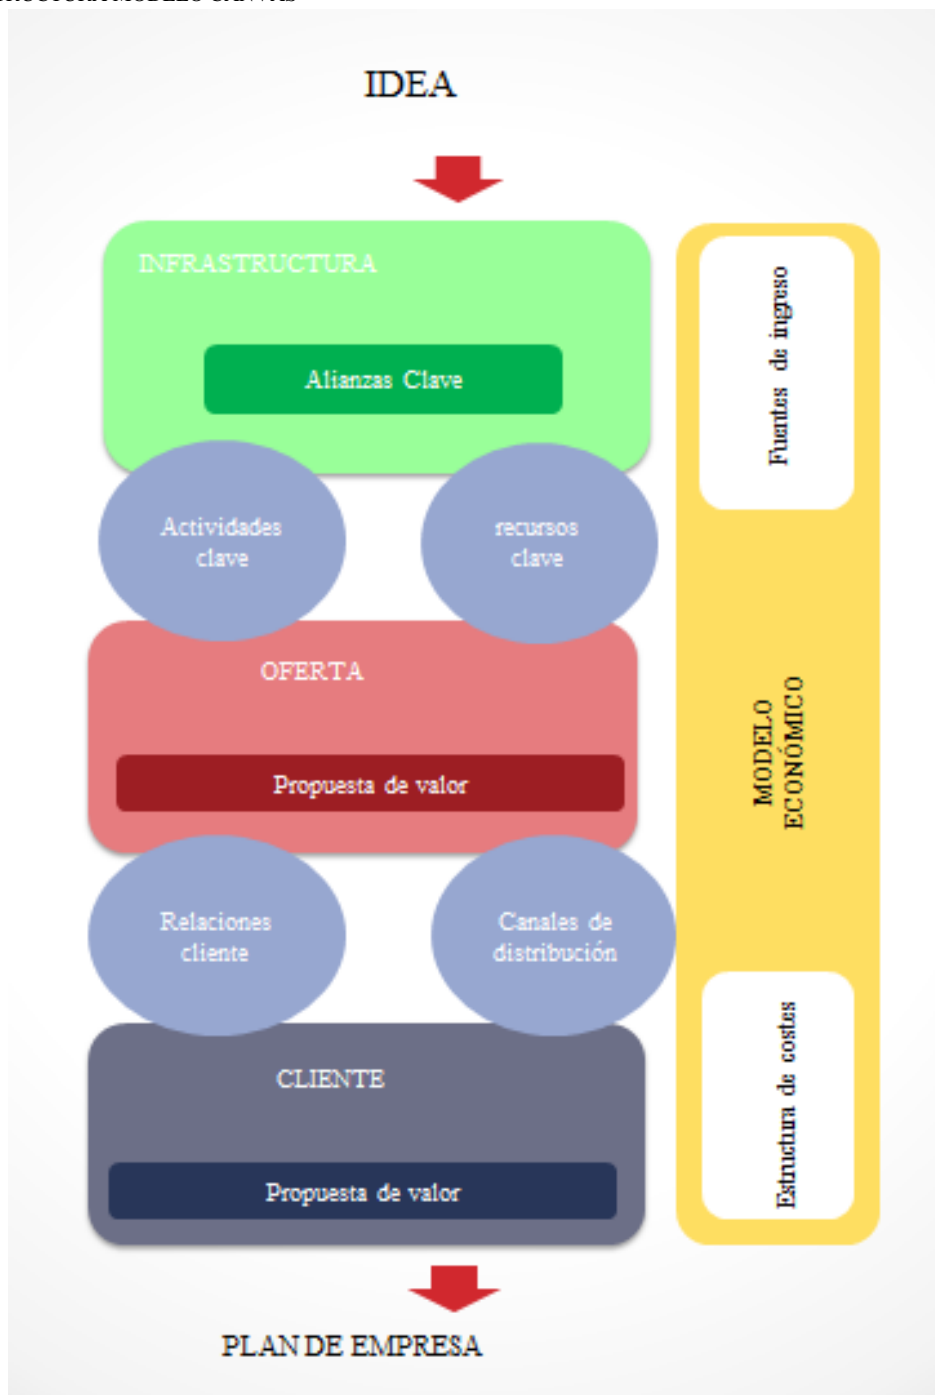 IDEA
INFRASTRUCTURA
Alianzas Clave
Actividades
clave
recursos
clave
OFERTA
Propuesta de valor
Relaciones
cliente
Canales de
distribución
CLIENTE
Propuesta de valor
Fuentes de ingreso
MODELO
ECONÓMICO
Estructura de costes
PLAN DE EMPRESA